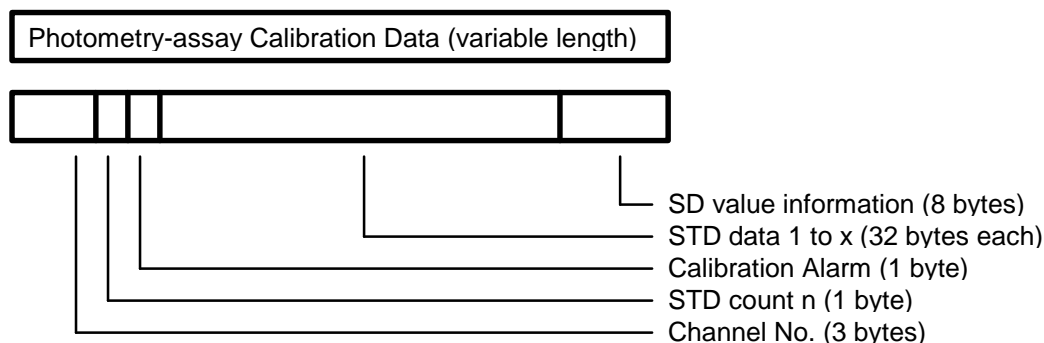 Photometry-assay Calibration Data (variable length)
SD value information (8 bytes)
STD data 1 to x (32 bytes each)
Calibration Alarm (1 byte)
STD count n (1 byte)
Channel No. (3 bytes)